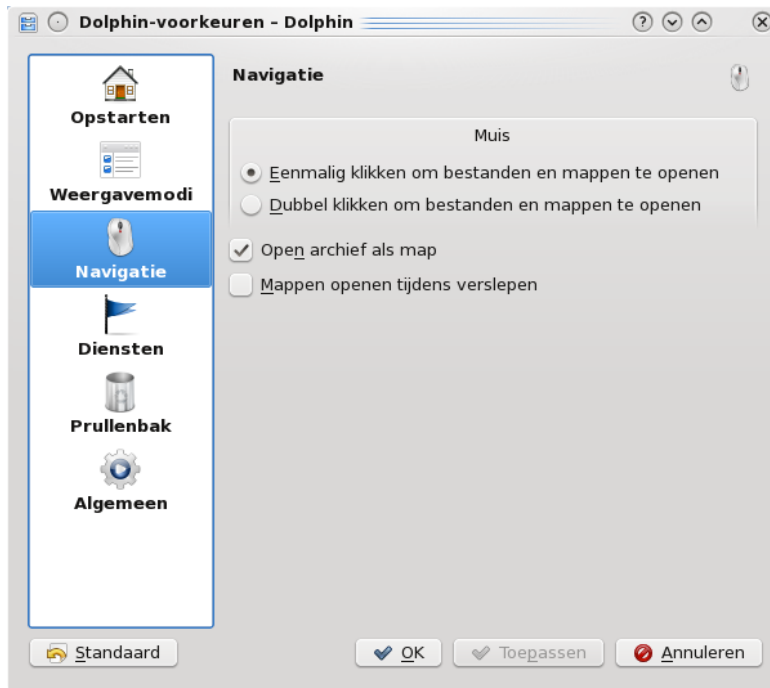 Dolphin-voorkeuren – Dolphin
Opstarten
Weergavemodi
Navigatie
Diensten
Prullenbak
Algemeen
Navigatie
Muis
Eenmalig klikken om bestanden en mappen te openen
Dubbel klikken om bestanden en mappen te openen
Open archief als map
Mappen openen tijdens verslepen
Standaard
OK
Toepassen
Annuleren